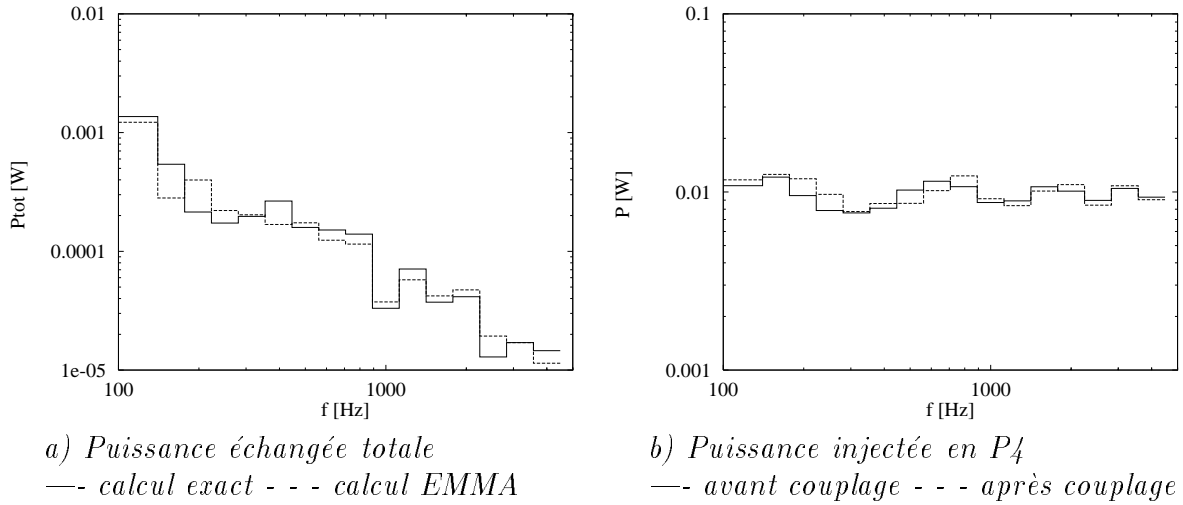 0.01
0.001
0.0001
1e-05
100
1000
Ptot [W]
f [Hz]
a) Puissance échangée totale
—- calcul exact - - - calcul EMMA
0.1
0.01
0.001
100
1000
P [W]
f [Hz]
b) Puissance injectée en P4
—- avant couplage - - - après couplage